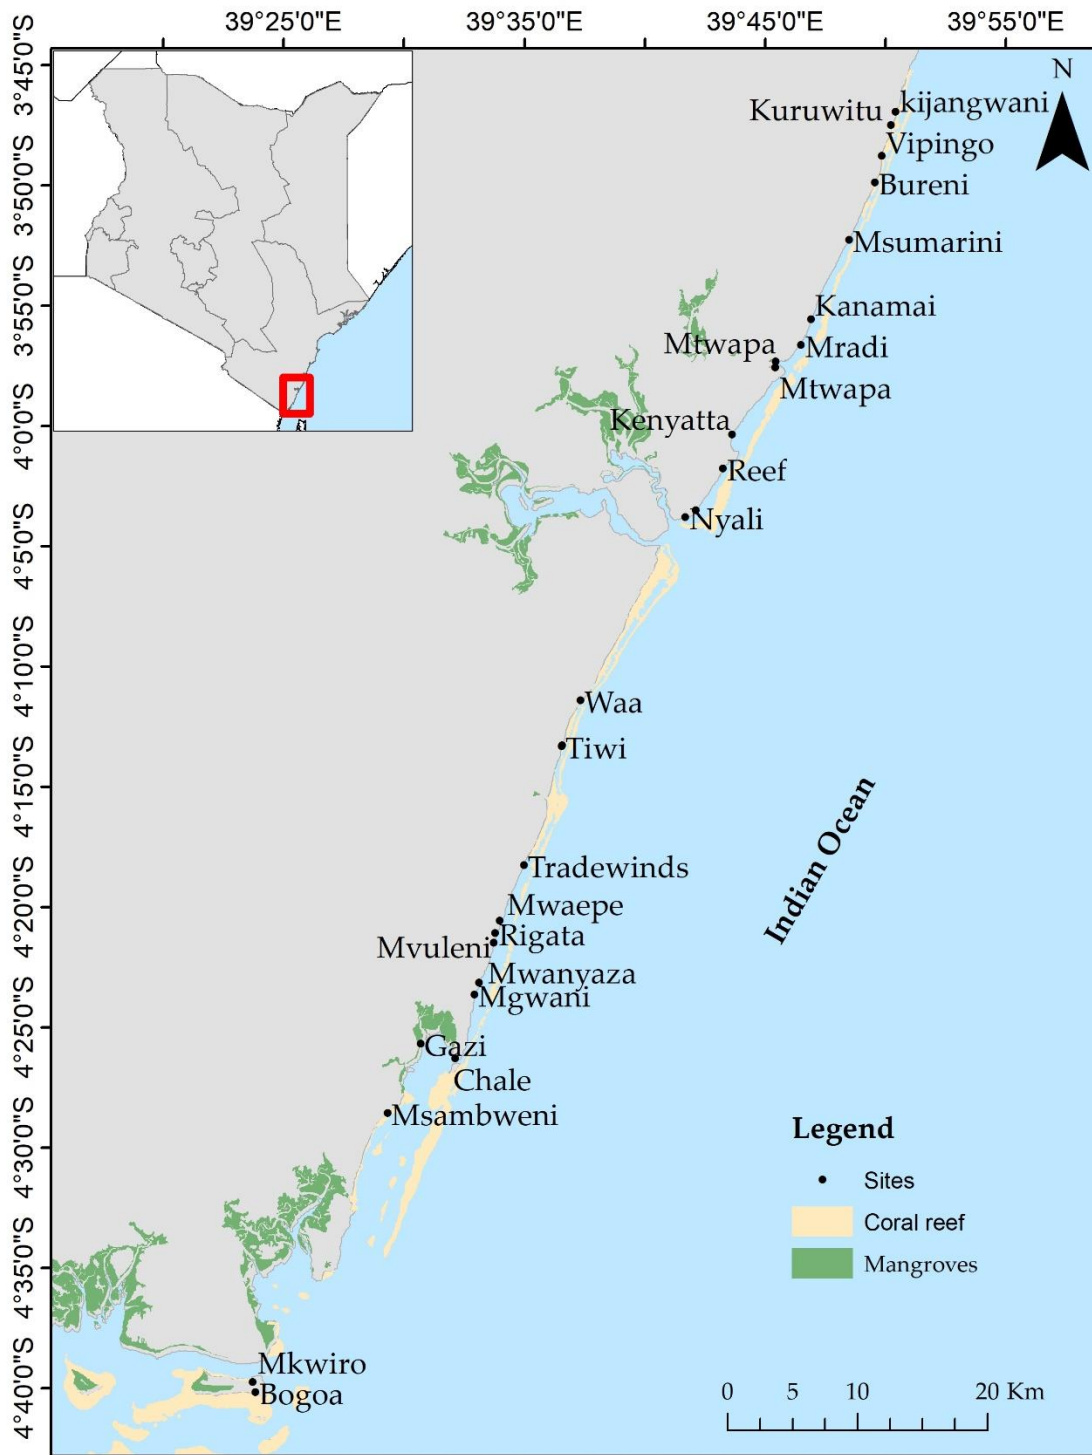 39°25'0"E 39°35'0"E 39°45'0"E 39°55'0"E
3°45'0"S
3°50'0"S
3°55'0"S
4°0'0"S
4°5'0"S
4°10'0"S
4°15'0"S
4°20'0"S
4°25'0"S
4°30'0"S
4°35'0"S
4°40'0"S
N
Kuruwitu kijangwani
Vipingo
Bureni
Msumarini
Kanamai
Mtwapa Mradi
Mtwapa
Kenyatta
Reef
Nyali
Waa
Tiwi
Tradewinds
Mwaepe
Mvuleni Rigata
Mwanyaza
Mgwani
Gazi
Chale
Msambweni
Mkwiro
Bogoa
Indian Ocean
Legend
Sites
Coral reef
Mangroves
0 5 10 20 Km